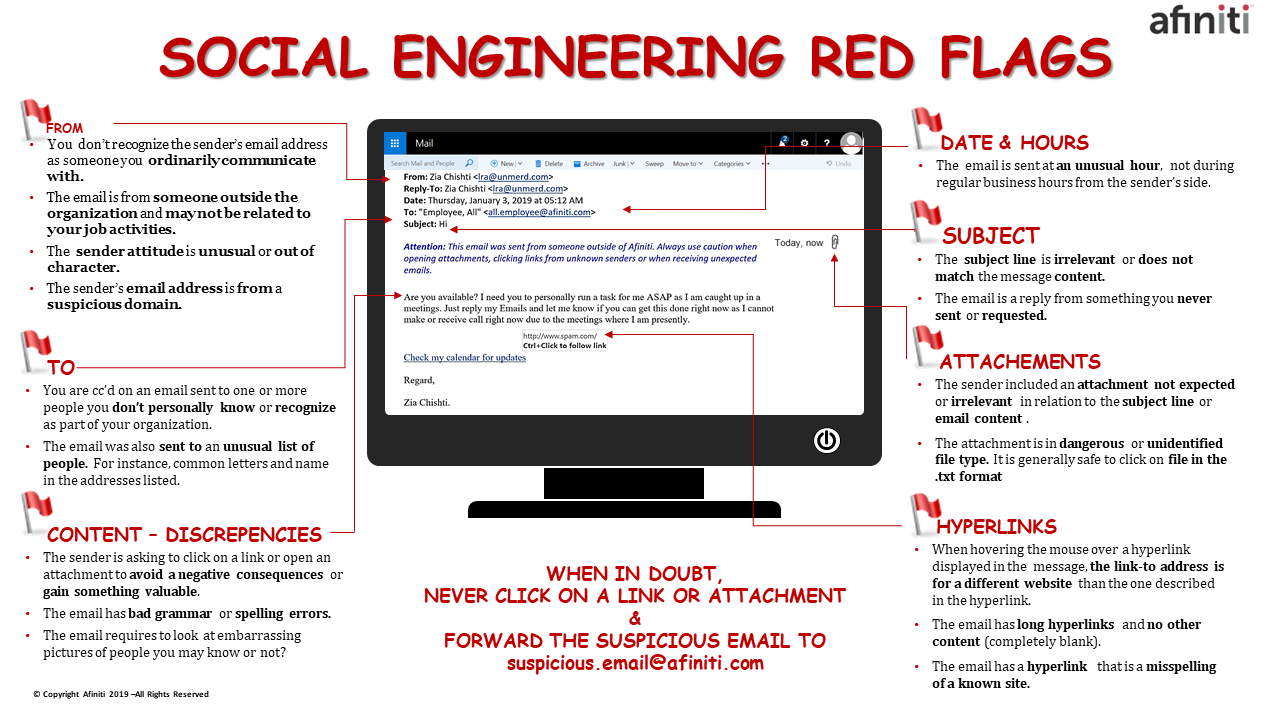 afiniti
SOCIAL ENGINEERING RED FLAGS
FROM
• You don't recognize the sender's email address
as someone you ordinarily communicate
with.
• The email is from someone outside the
organization and may not be related to
your job activities.
• The sender attitude is unusual or out of
character.
• The sender's email address is from a
suspicious domain.
TO
• You are cc'd on an email sent to one or more
people you don't personally know or recognize
as part of your organization.
• The email was also sent to an unusual list of
people. For instance, common letters and name
in the addresses listed.
CONTENT – DISCREPENCIES
• The sender is asking to click on a link or open an
attachment to avoid a negative consequences or
gain something valuable.
• The email has bad grammar or spelling errors.
• The email requires to look at embarrassing
pictures of people you may know or not?
© Copyright Afiniti 2019 –All Rights Reserved
Mail
2
?
Search Mail and People
New
Delete
Archive
Junk
Sweep
Move to
Categories
•••
Undo
From: Zia Chishti <lra@unmerd.com>
Reply-To: Zia Chishti <lra@unmerd.com>
Date: Thursday, January 3, 2019 at 05:12 AM
To: "Employee, All" <all.employee@afiniti.com>
Subject: Hi
Today, now
Attention: This email was sent from someone outside of Afiniti. Always use caution when
opening attachments, clicking links from unknown senders or when receiving unexpected
emails.
Are you available? I need you to personally run a task for me ASAP as I am caught up in a
meetings. Just reply my Emails and let me know if you can get this done right now as I cannot
make or receive call right now due to the meetings where I am presently.
http://www.spam.com/
Ctrl+Click to follow link
Check my calendar for updates
Regard,
Zia Chishti.
WHEN IN DOUBT,
NEVER CLICK ON A LINK OR ATTACHMENT
&
FORWARD THE SUSPICIOUS EMAIL TO
suspicious.email@afiniti.com
DATE & HOURS
• The email is sent at an unusual hour, not during
regular business hours from the sender's side.
SUBJECT
• The subject line is irrelevant or does not
match the message content.
• The email is a reply from something you never
sent or requested.
ATTACHEMENTS
• The sender included an attachment not expected
or irrelevant in relation to the subject line or
email content .
• The attachment is in dangerous or unidentified
file type. It is generally safe to click on file in the
.txt format
HYPERLINKS
• When hovering the mouse over a hyperlink
displayed in the message, the link-to address is
for a different website than the one described
in the hyperlink.
• The email has long hyperlinks and no other
content (completely blank).
• The email has a hyperlink that is a misspelling
of a known site.